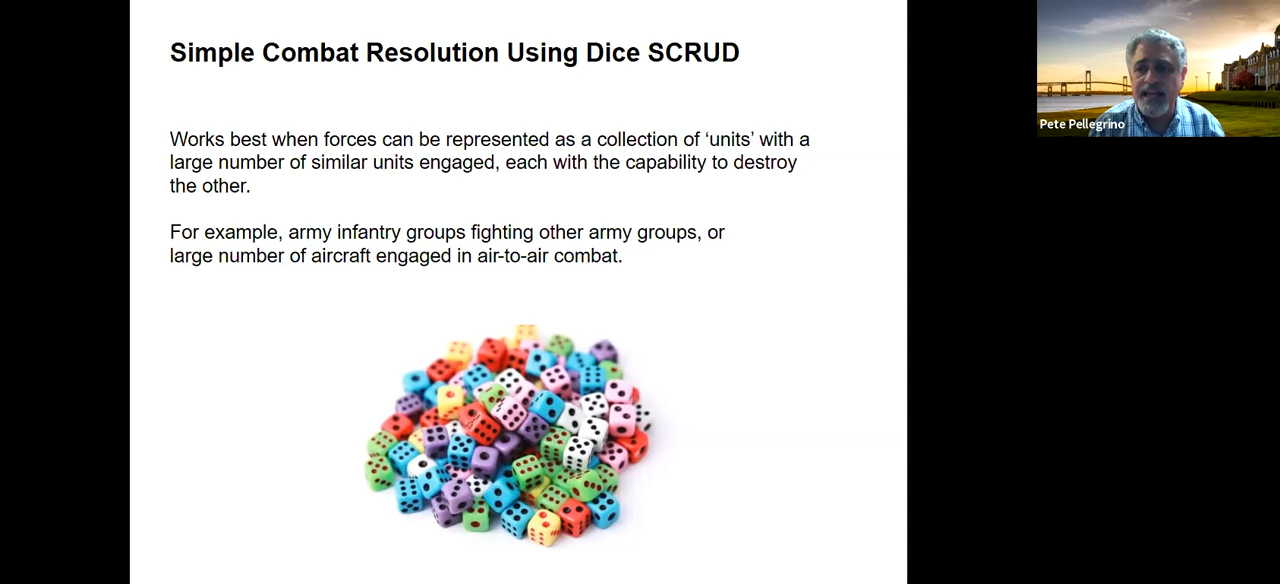 Simple Combat Resolution Using Dice SCRUD
Works best when forces can be represented as a collection of ‘units’ with a
large number of similar units engaged, each with the capability to destroy
the other.
For example, army infantry groups fighting other army groups, or
large number of aircraft engaged in air-to-air combat.
Pete Pellegrino